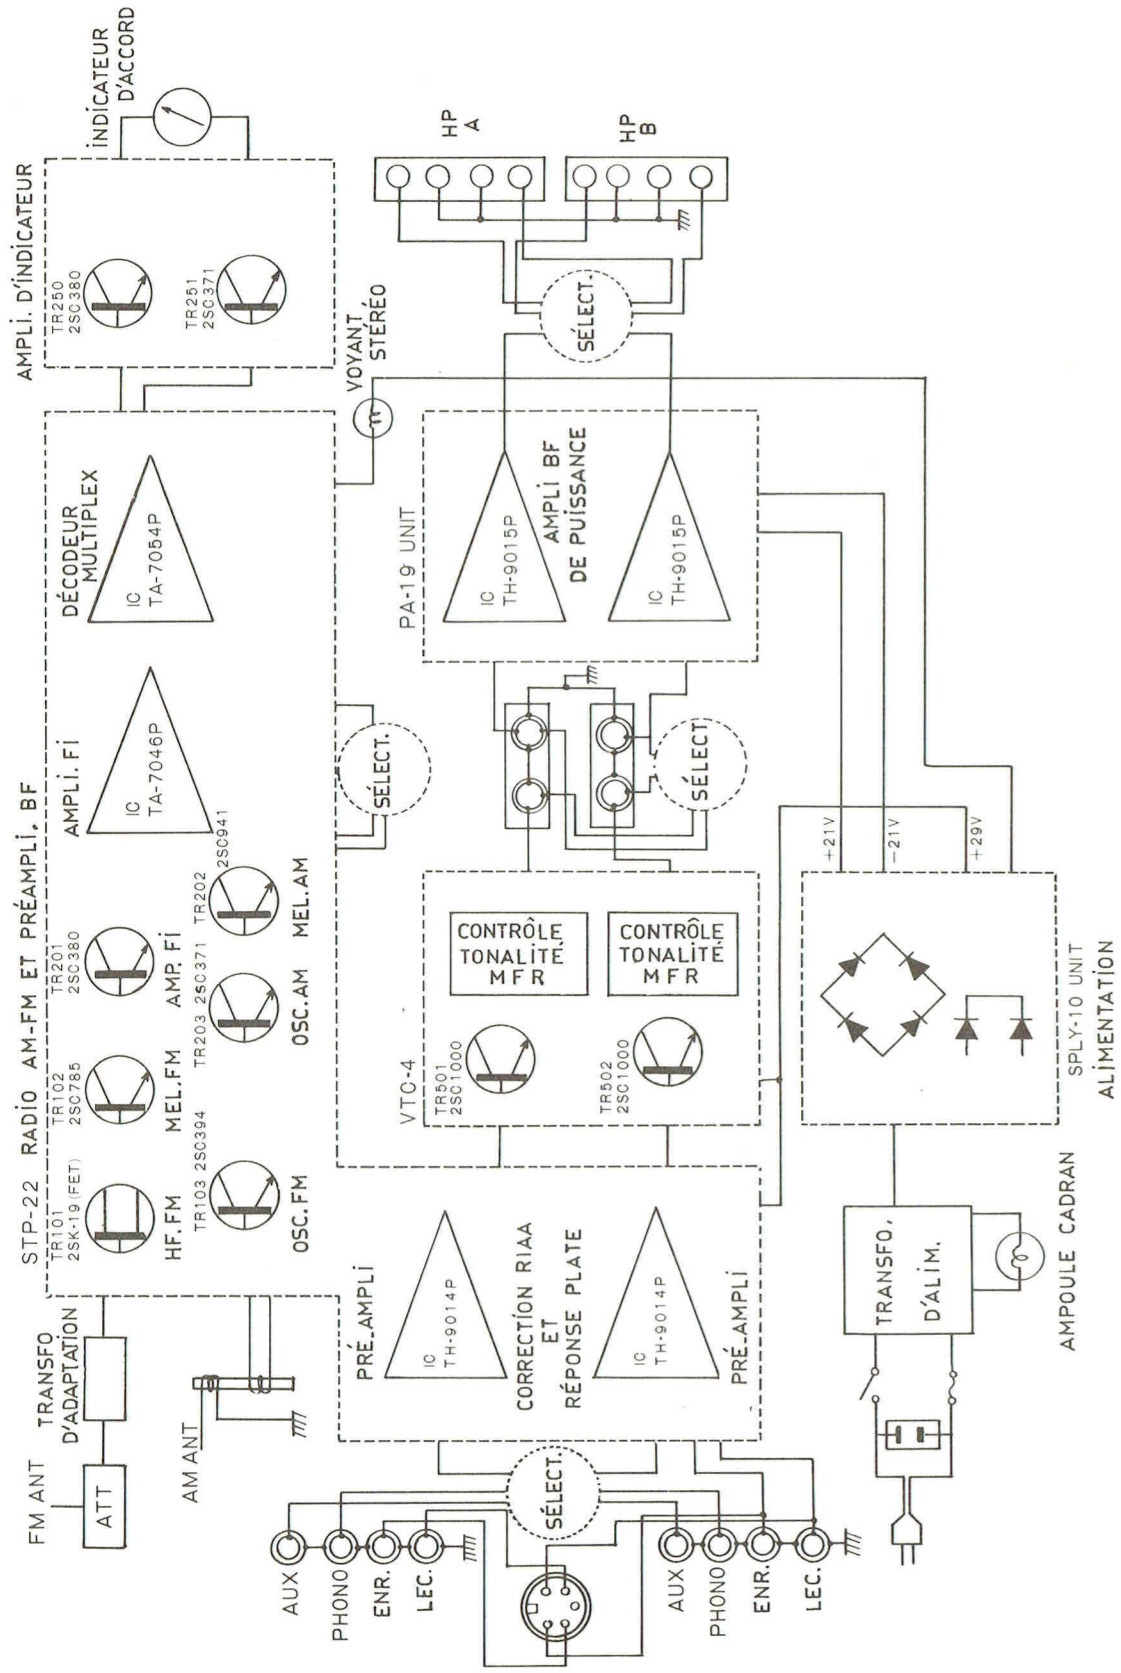 FM ANT
ATT
TRANSFO
D'ADAPTATION
AM ANT
STP-22 RADIO AM-FM ET PRÉAMPLI, BF
TR101
2SK-19 (FET)
HF.FM
TR102
2SC785
MEL.FM
TR201
2SC380
AMP. FI
TR103 2SC394
OSC.FM
TR203 2SC371
OSC.AM
TR202
2SC941
MEL.AM
AMPLI. FI
IC
TA-7046P
DÉCODEUR
MULTIPLEX
IC
TA-7054P
AMPLI. D'INDICATEUR
TR250
2SC380
TR251
2SC371
INDICATEUR
D'ACCORD
VOYANT
STÉRÉO
SÉLECT.
AUX
PHONO
ENR.
LEC.
SÉLECT.
AUX
PHONO
ENR.
LEC.
PRÉ-AMPLI
IC
TH-9014P
CORRECTION RIAA
ET
RÉPONSE PLATE
IC
TH-9014P
PRÉ-AMPLI
VTC-4
TR501
2SC1000
CONTRÔLE
TONALITÉ
MFR
TR502
2SC1000
CONTRÔLE
TONALITÉ
MFR
SÉLECT
PA-19 UNIT
IC
TH-9015P
AMPLI BF
DE PUISSANCE
IC
TH-9015P
SÉLECT.
HP
A
HP
B
TRANSFO,
D'ALIM.
AMPOULE CADRAN
+21V
-21V
+29V
SPLY-10 UNIT
ALIMENTATION